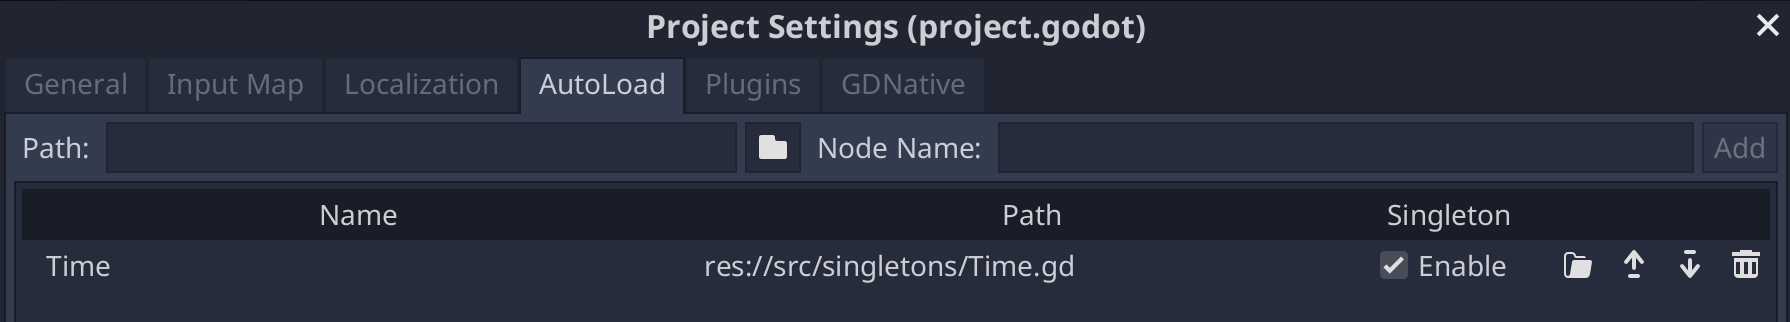 Project Settings (project.godot)
General Input Map Localization AutoLoad Plugins GDNative
Path: Node Name: Add
Name Path Singleton
Time res://src/singletons/Time.gd Enable